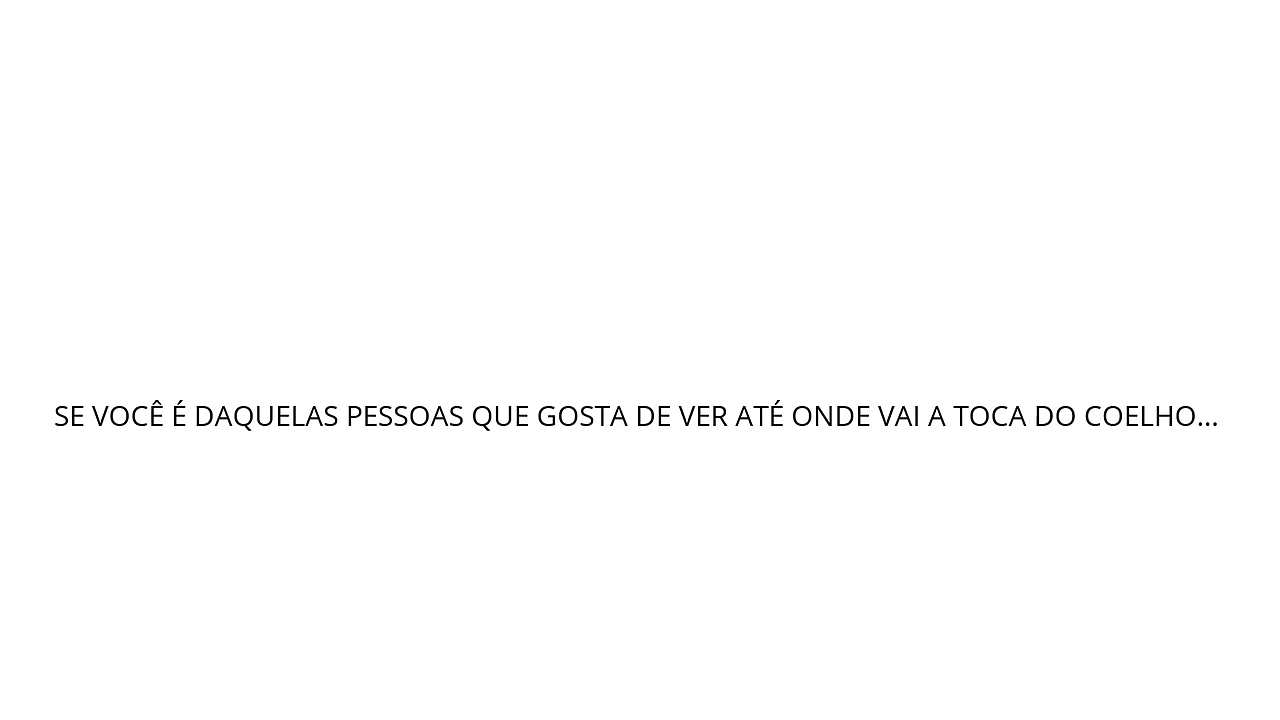 SE VOCÊ É DAQUELAS PESSOAS QUE GOSTA DE VER ATÉ ONDE VAI A TOCA DO COELHO...